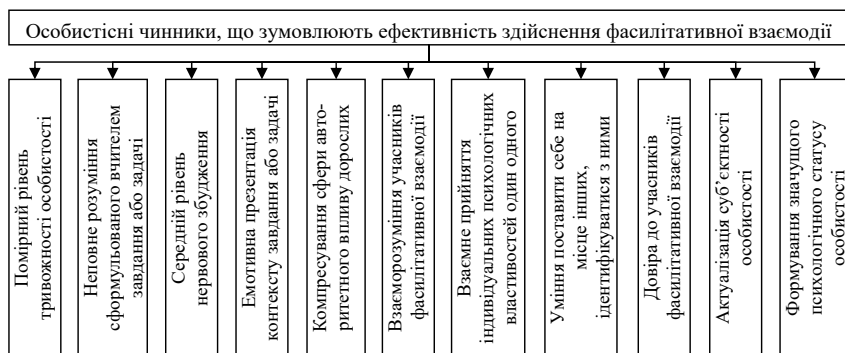 Особистісні чинники, що зумовлюють ефективність здійснення фасилітативної взаємодії
Помірний рівень
тривожності особистості
Неповне розуміння
сформульованого вчителем
завдання або задачі
Середній рівень
нервового збудження
Емотивна презентація
контексту завдання або задачі
Компресування сфери авто-
ритетного впливу дорослих
Взаєморозуміння учасників
фасилітативної взаємодії
Взаємне прийняття
індивідуальних психологічних
властивостей один одного
Уміння поставити себе на
місце інших,
ідентифікуватися з ними
Довіра до учасників
фасилітативної взаємодії
Актуалізація суб’єктності
особистості
Формування значущого
психологічного статусу
особистості